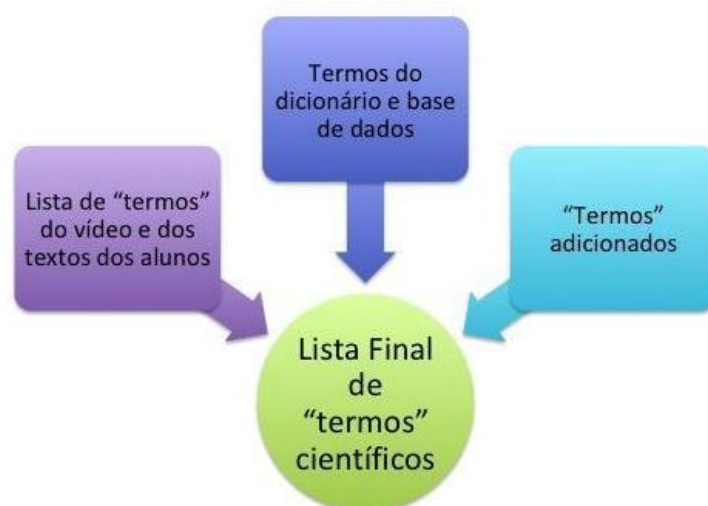 Termos do
dicionário e base
de dados
Lista de “termos”
do vídeo e dos
textos dos alunos
“Termos”
adicionados
Lista Final
de
“termos”
científicos